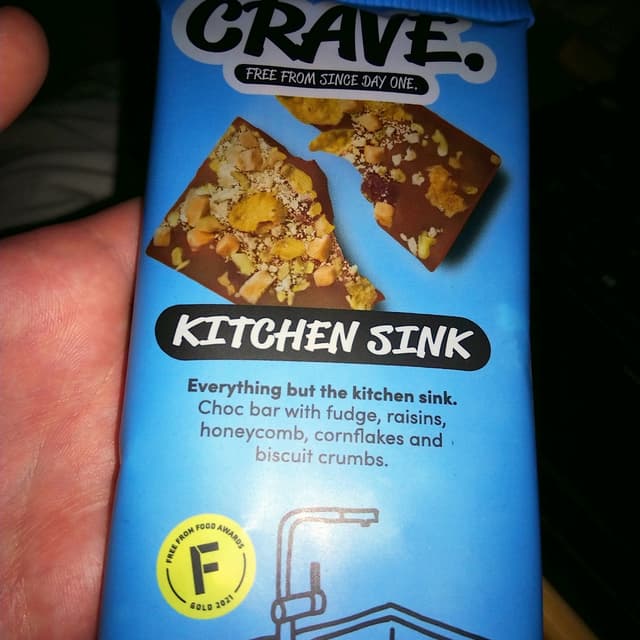 CRAVE.
FREE FROM SINCE DAY ONE.
KITCHEN SINK
Everything but the kitchen sink.
Choc bar with fudge, raisins,
honeycomb, cornflakes and
biscuit crumbs.
FREE FROM FOOD AWARDS
F
GOLD 2021